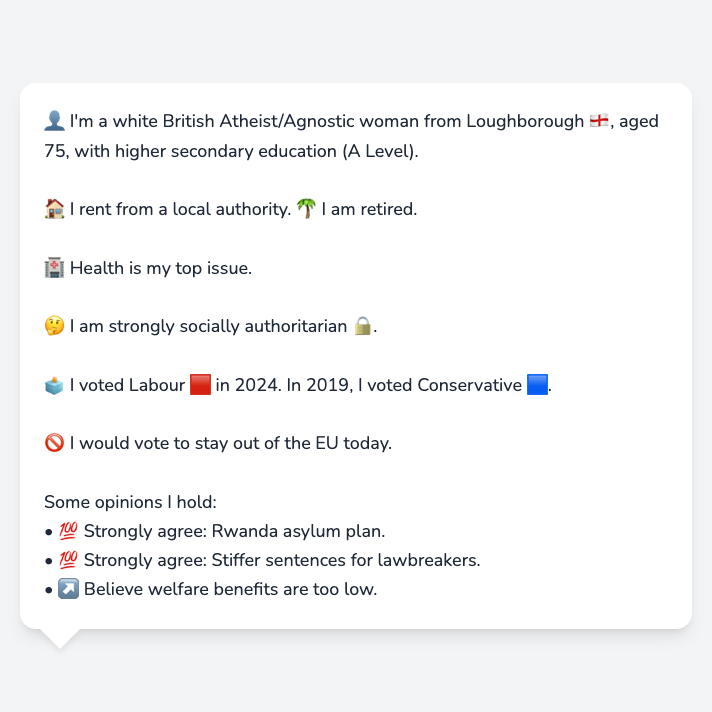 👤 I'm a white British Atheist/Agnostic woman from Loughborough 🏴󠁧󠁢󠁥󠁮󠁧󠁿, aged
75, with higher secondary education (A Level).
🏠 I rent from a local authority. 🌴 I am retired.
🏥 Health is my top issue.
🤔 I am strongly socially authoritarian 🔒.
🗳️ I voted Labour 🟥 in 2024. In 2019, I voted Conservative 🟦.
🚫 I would vote to stay out of the EU today.
Some opinions I hold:
• 💯 Strongly agree: Rwanda asylum plan.
• 💯 Strongly agree: Stiffer sentences for lawbreakers.
• ↗️ Believe welfare benefits are too low.